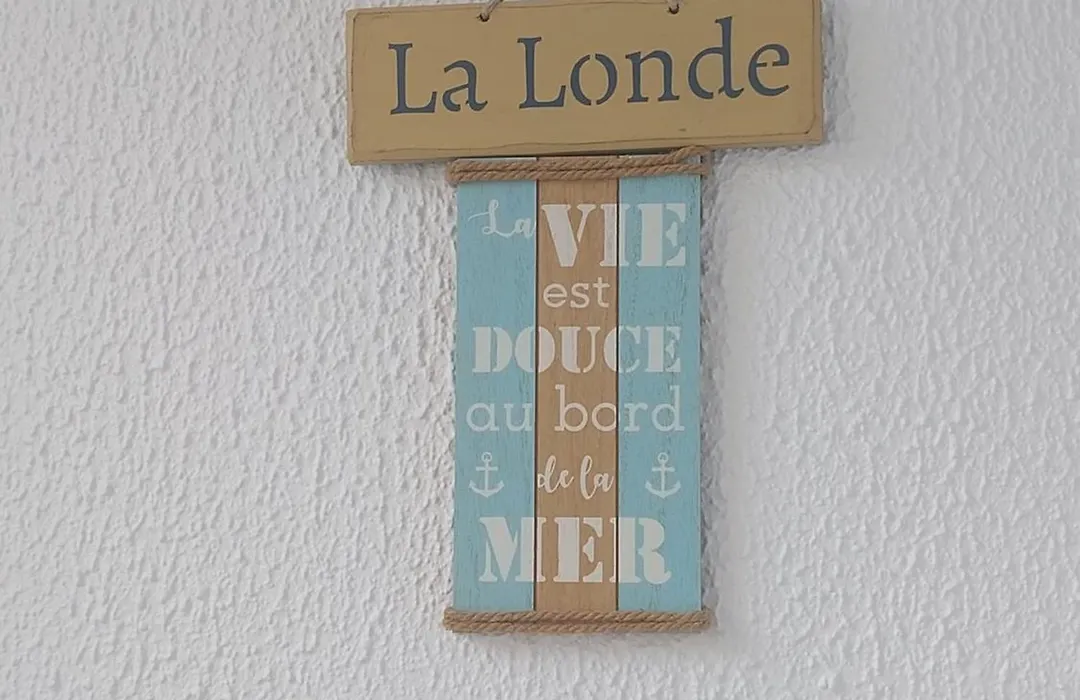 La Londe
La VIE
est
DOUCE
au bord
de la
MER